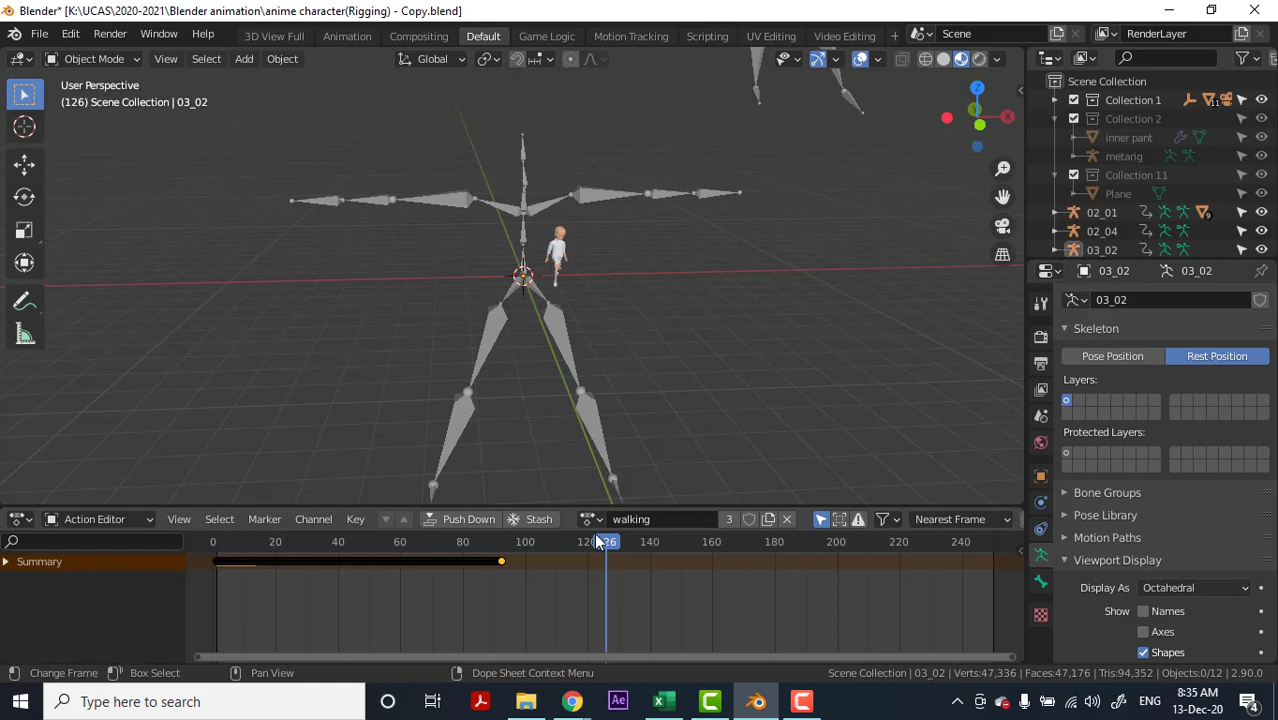 Blender* [K:\UCAS\2020-2021\Blender animation\anime character(Rigging) - Copy.blend]
File Edit Render Window Help 3D View Full Animation Compositing Default Game Logic Motion Tracking Scripting UV Editing Video Editing + Scene RenderLayer
Object Mode View Select Add Object Global
User Perspective
(126) Scene Collection | 03_02
Z
Scene Collection
Collection 1 11
Collection 2
inner pant
metarig
Collection 11
Plane
02_01 9
02_04
03_02
03_02 03_02
03_02
Skeleton
Pose Position Rest Position
Layers:
Protected Layers:
Bone Groups
Pose Library
Motion Paths
Viewport Display
Display As Octahedral
Show Names
Axes
Shapes
Action Editor View Select Marker Channel Key Push Down Stash walking 3 Nearest Frame
0 20 40 60 80 100 126 140 160 180 200 220 240
Summary
Change Frame Box Select Pan View Dope Sheet Context Menu Scene Collection | 03_02 | Verts:47,336 | Faces:47,176 | Tris:94,352 | Objects:0/12 | 2.90.0
Type here to search
8:35 AM
13-Dec-20
4